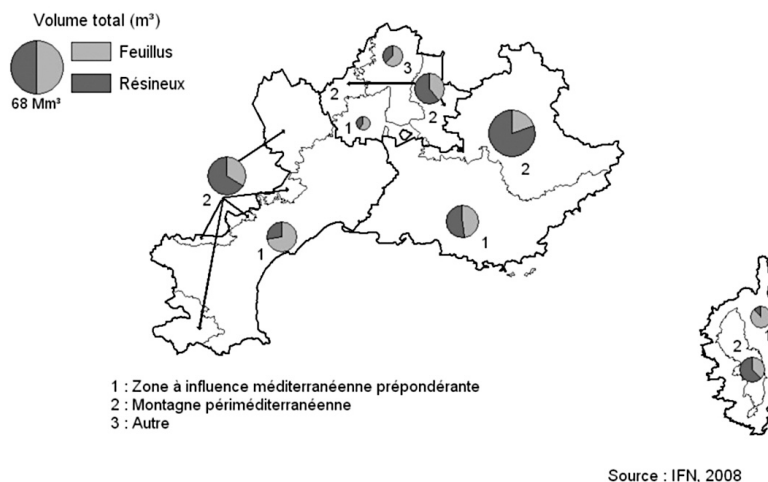 Volume total (m³)
Feuillus
Résineux
68 Mm³
3
2
2
1
2
2
1
1
2
1 : Zone à influence méditerranéenne prépondérante
2 : Montagne périméditerranéenne
3 : Autre
Source : IFN, 2008